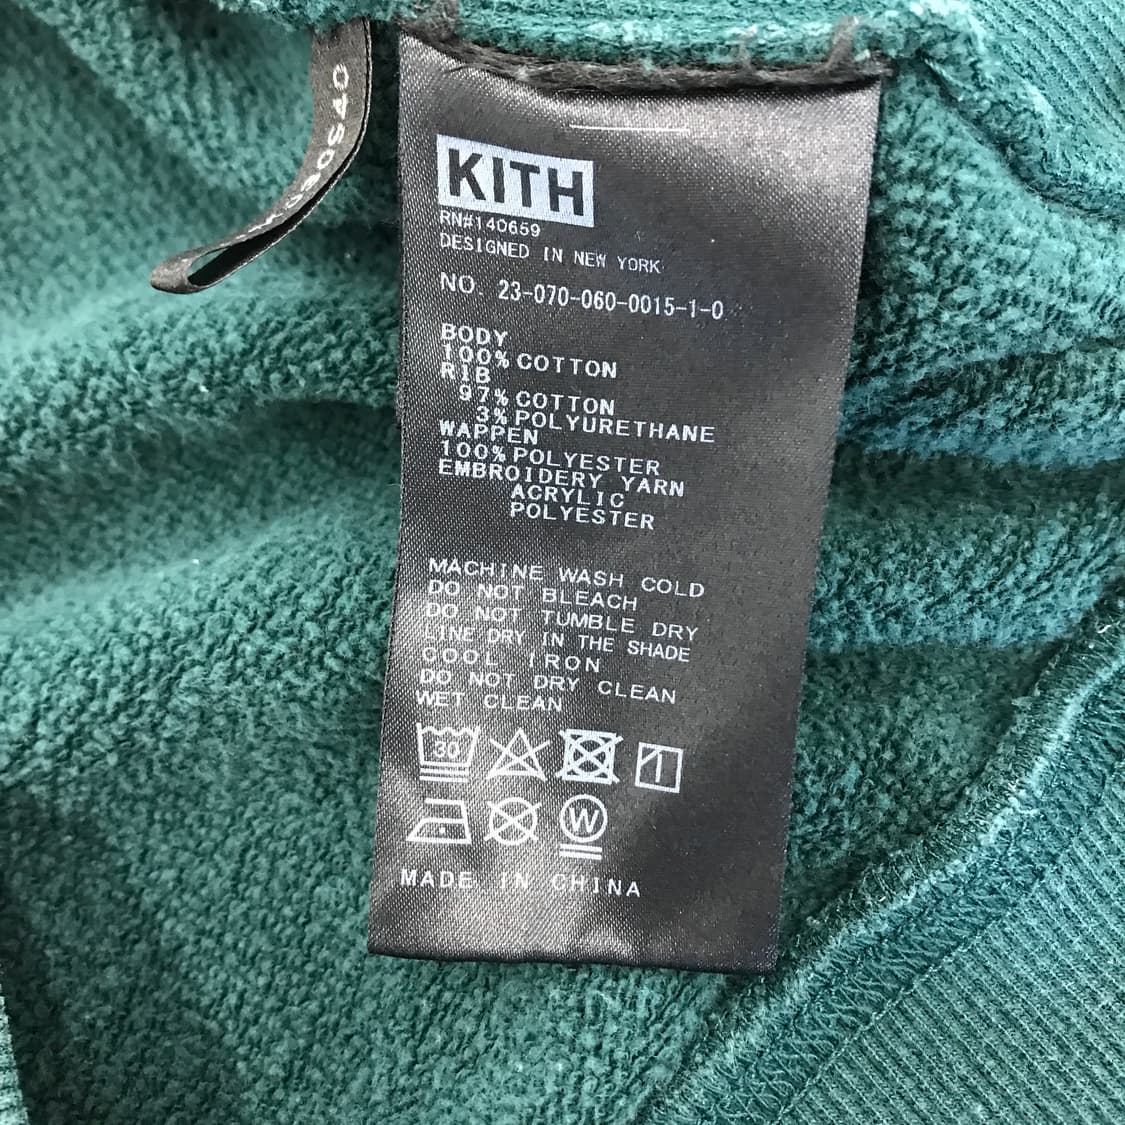 KITH
RN#140659
DESIGNED IN NEW YORK
NO. 23-070-060-0015-1-0
BODY
100% COTTON
RIB
97% COTTON
3% POLYURETHANE
WAPPEN
100% POLYESTER
EMBROIDERY YARN
ACRYLIC
POLYESTER
MACHINE WASH COLD
DO NOT BLEACH
DO NOT TUMBLE DRY
LINE DRY IN THE SHADE
COOL IRON
DO NOT DRY CLEAN
WET CLEAN
30
W
MADE IN CHINA